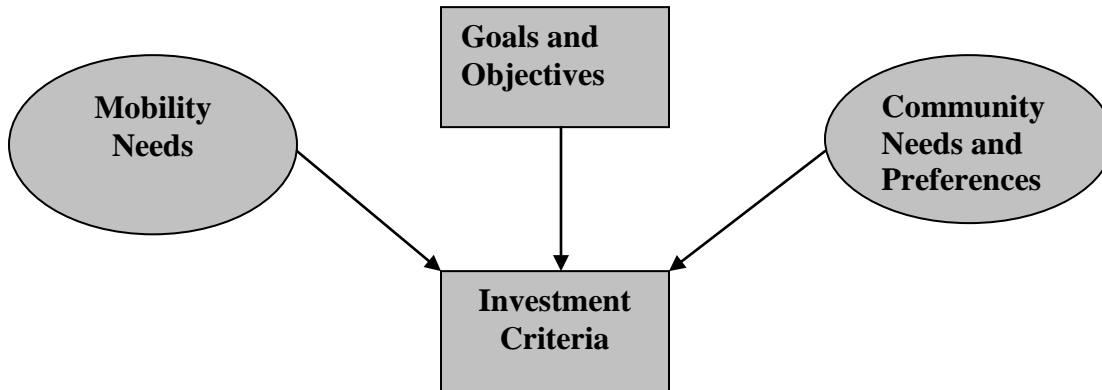 Goals and
Objectives
Mobility
Needs
Community
Needs and
Preferences
Investment
Criteria